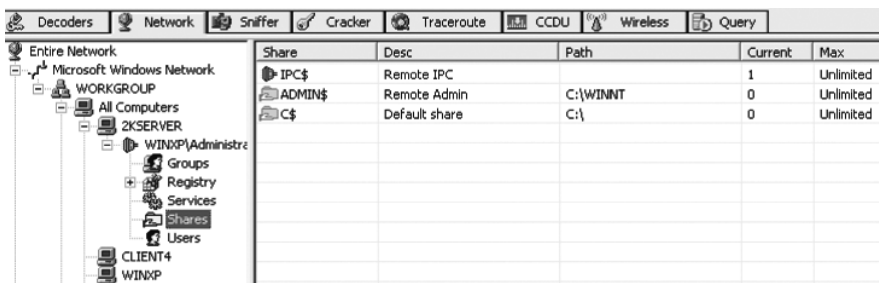 Decoders Network Sniffer Cracker Traceroute CCDU Wireless Query
Entire Network
Microsoft Windows Network
WORKGROUP
All Computers
2KSERVER
WINXP\Administra
Groups
Registry
Services
Shares
Users
CLIENT4
WINXP
Share Desc Path Current Max
IPC$ Remote IPC 1 Unlimited
ADMIN$ Remote Admin C:\WINNT 0 Unlimited
C$ Default share C:\ 0 Unlimited